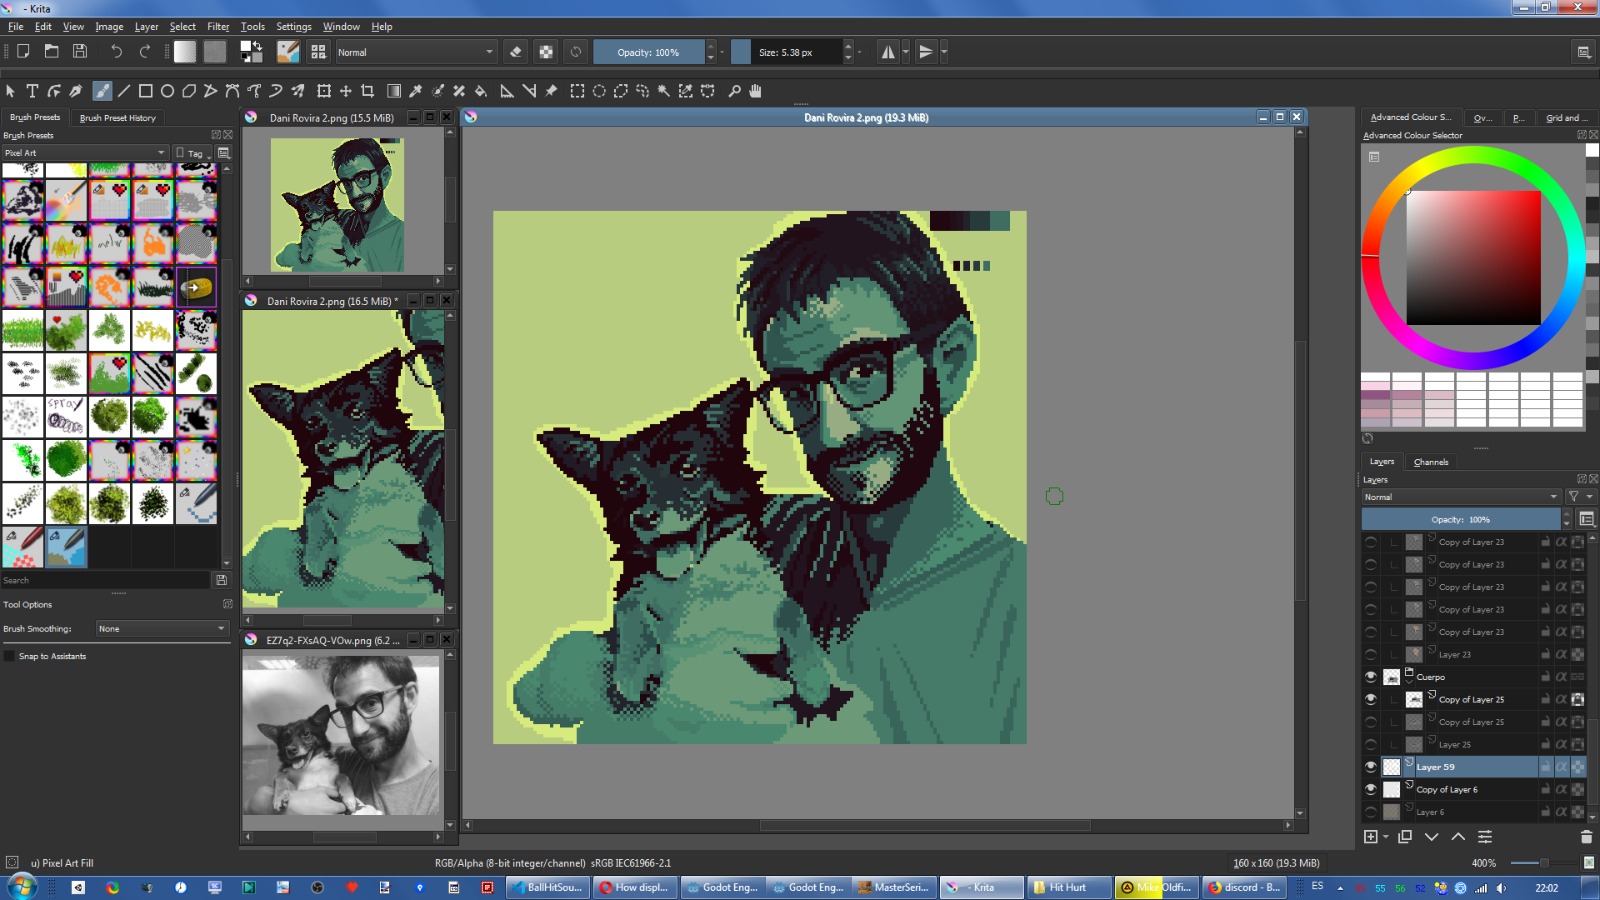 - Krita
File Edit View Image Layer Select Filter Tools Settings Window Help
Normal Opacity: 100% Size: 5.38 px
Brush Presets Brush Preset History
Brush Presets
Pixel Art Tag
spray
Search
Tool Options
Brush Smoothing: None
Snap to Assistants
Dani Rovira 2.png (15.5 MiB)
Dani Rovira 2.png (16.5 MiB) *
EZ7q2-FXsAQ-VOw.png (6.2 ...
Dani Rovira 2.png (19.3 MiB)
Advanced Colour S... Ov... P... Grid and ...
Advanced Colour Selector
Layers Channels
Layers
Normal
Opacity: 100%
Copy of Layer 23
Copy of Layer 23
Copy of Layer 23
Copy of Layer 23
Copy of Layer 23
Layer 23
Cuerpo
Copy of Layer 25
Copy of Layer 25
Layer 25
Layer 59
Copy of Layer 6
Layer 6
u) Pixel Art Fill RGB/Alpha (8-bit integer/channel) sRGB IEC61966-2.1 160 x 160 (19.3 MiB) 400%
BallHitSou... How displ... Godot Eng... Godot Eng... MasterSeri... - Krita Hit Hurt Mike Oldfi... discord - B... ES 55 56 52 22:02